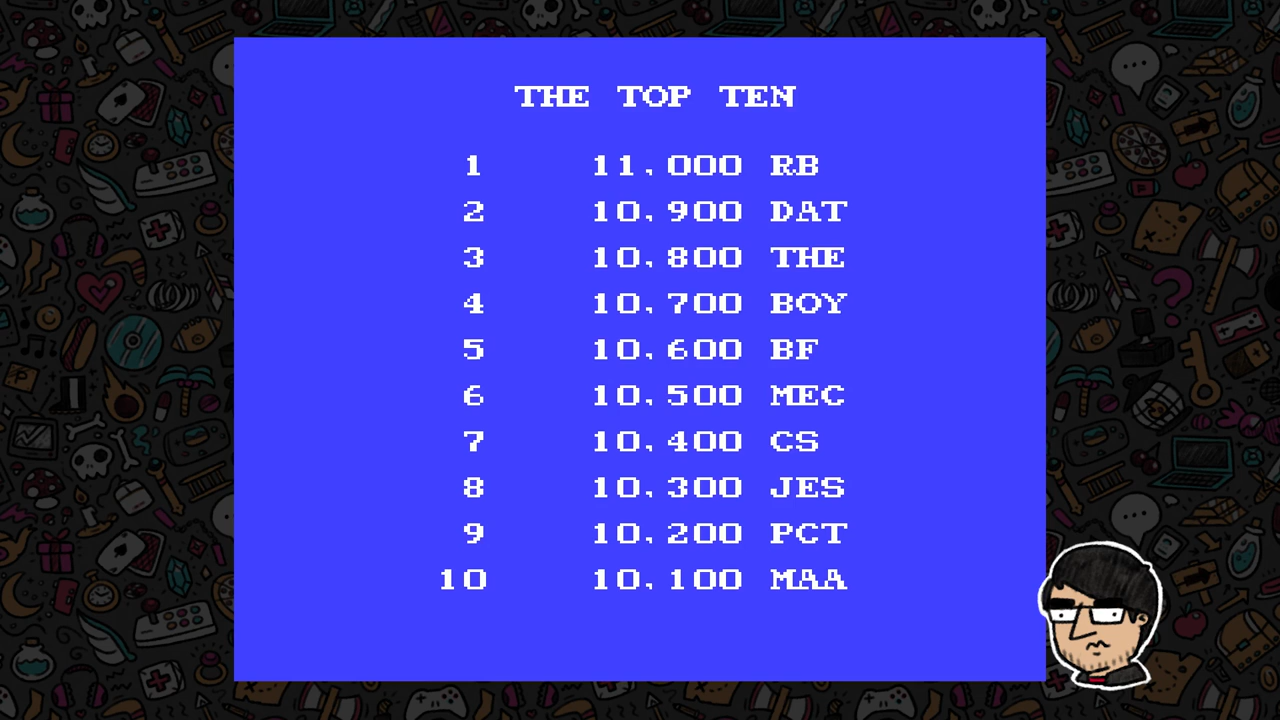 THE TOP TEN
1 11,000 RB
2 10,900 DAT
3 10,800 THE
4 10,700 BOY
5 10,600 BF
6 10,500 MEC
7 10,400 CS
8 10,300 JES
9 10,200 PCT
10 10,100 MAA